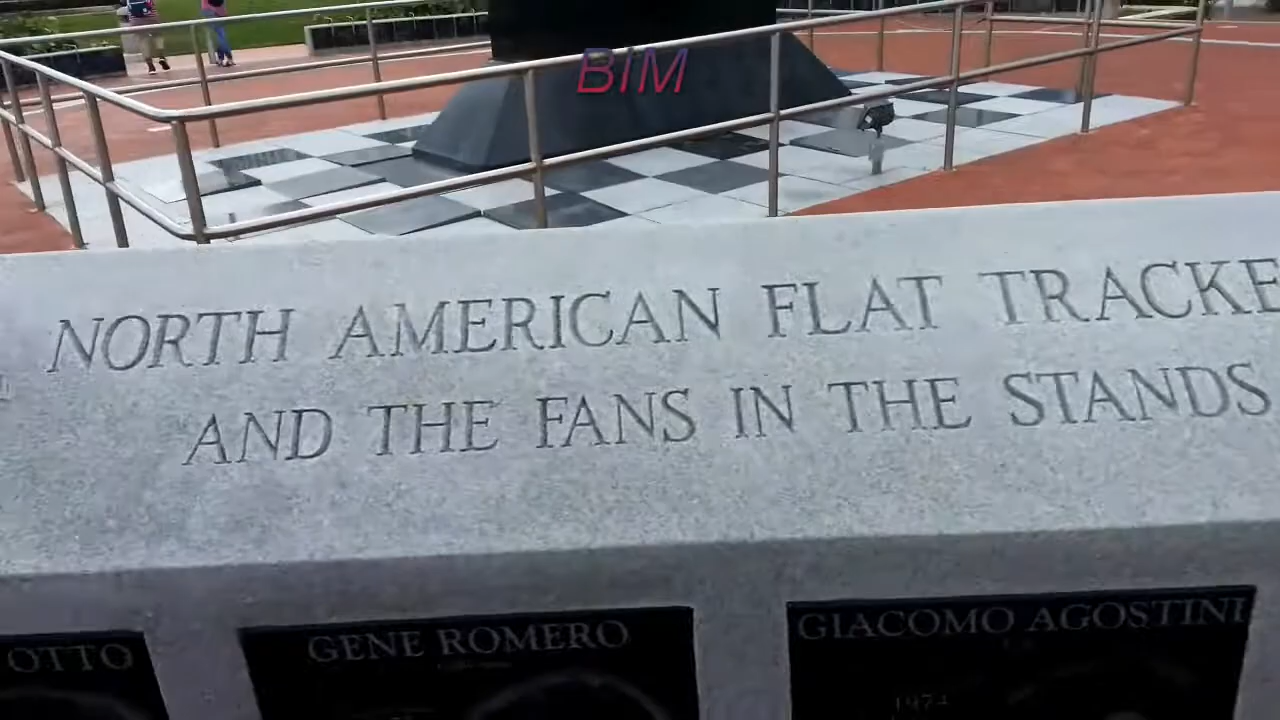 BIM
NORTH AMERICAN FLAT TRACKE
AND THE FANS IN THE STANDS
OTTO
GENE ROMERO
GIACOMO AGOSTINI
1974